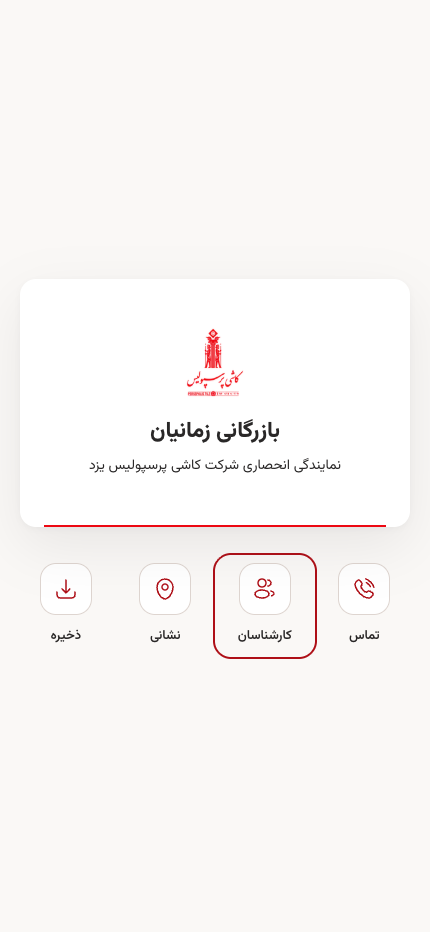 کاشی پرسپولیس
بازرگانی زمانیان
نمایندگی انحصاری شرکت کاشی پرسپولیس یزد
تماس
کارشناسان
نشانی
ذخیره